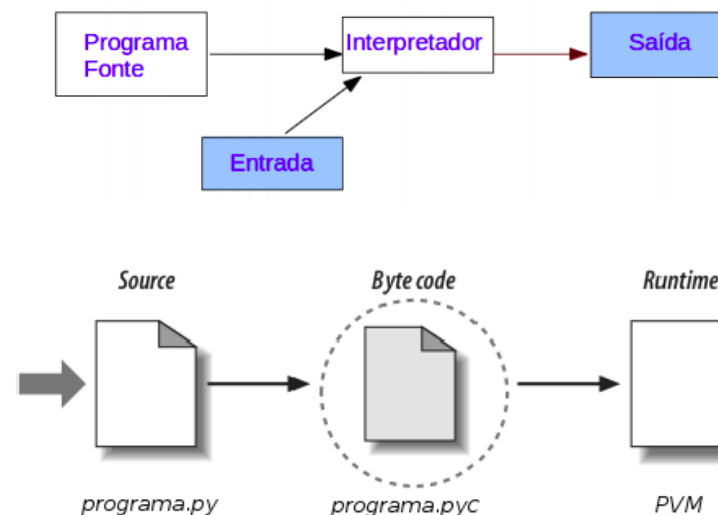 Programa
Fonte
Interpretador
Saída
Entrada
Source
Byte code
Runtime
programa.py
programa.pyc
PVM